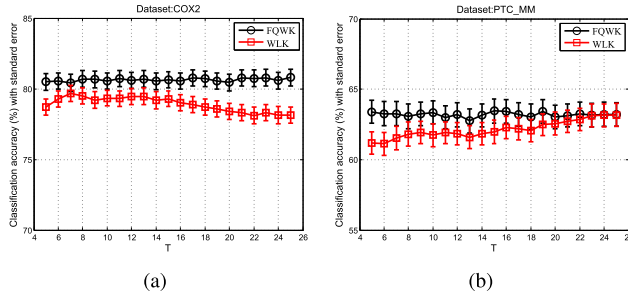 Dataset:COX2
Classification accuracy (%) with standard error
85
80
75
70
FQWK
WLK
4 6 8 10 12 14 16 18 20 22 24 26
T
(a)
Dataset:PTC_MM
Classification accuracy (%) with standard error
70
65
60
55
FQWK
WLK
4 6 8 10 12 14 16 18 20 22 24 26
T
(b)